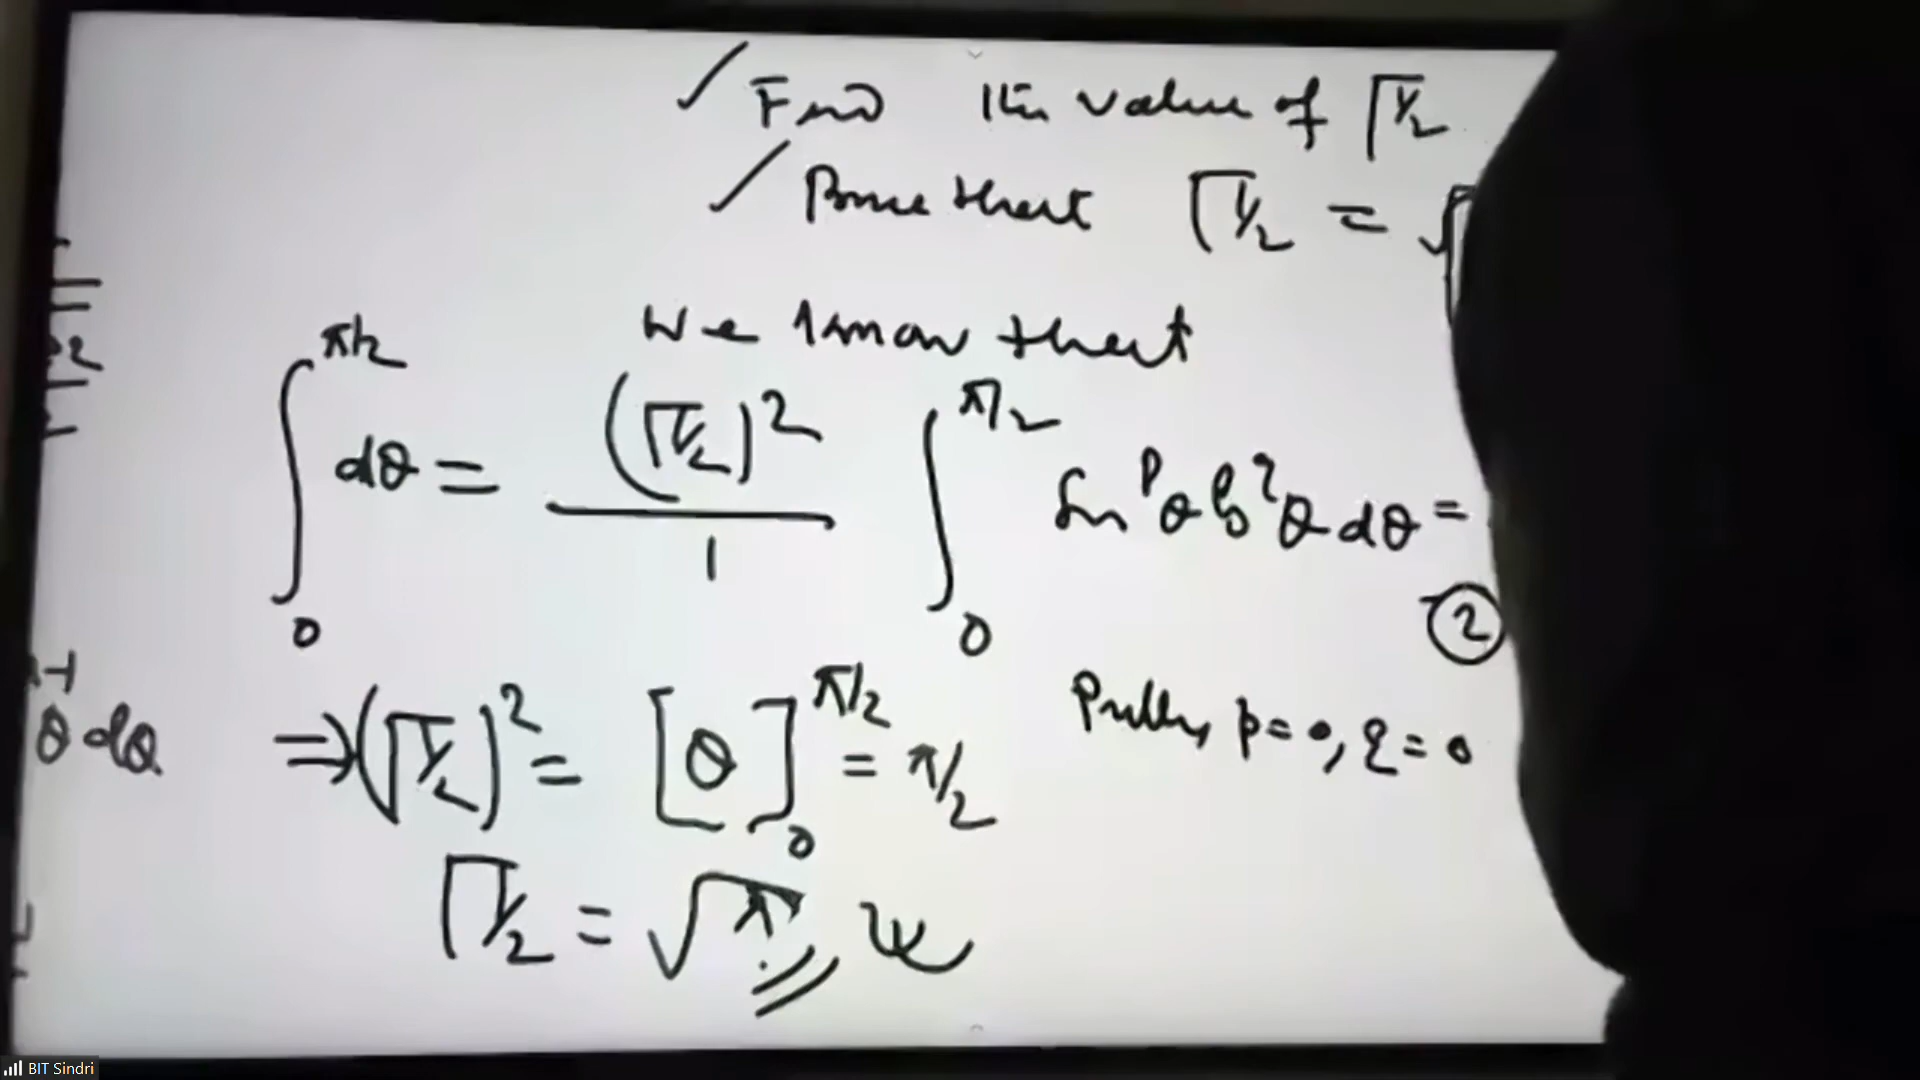 Find the value of Γ1/2
Prove that Γ1/2 = √
We know that
∫₀^π/2 dθ = (Γ1/2)² / 1
∫₀^π/2 Sin^p θ Cos^q θ dθ =
2
Putting p = 0, q = 0
θ dθ
⇒ (Γ1/2)² = [θ]₀^π/2 = π/2
Γ1/2 = √π
BIT Sindri